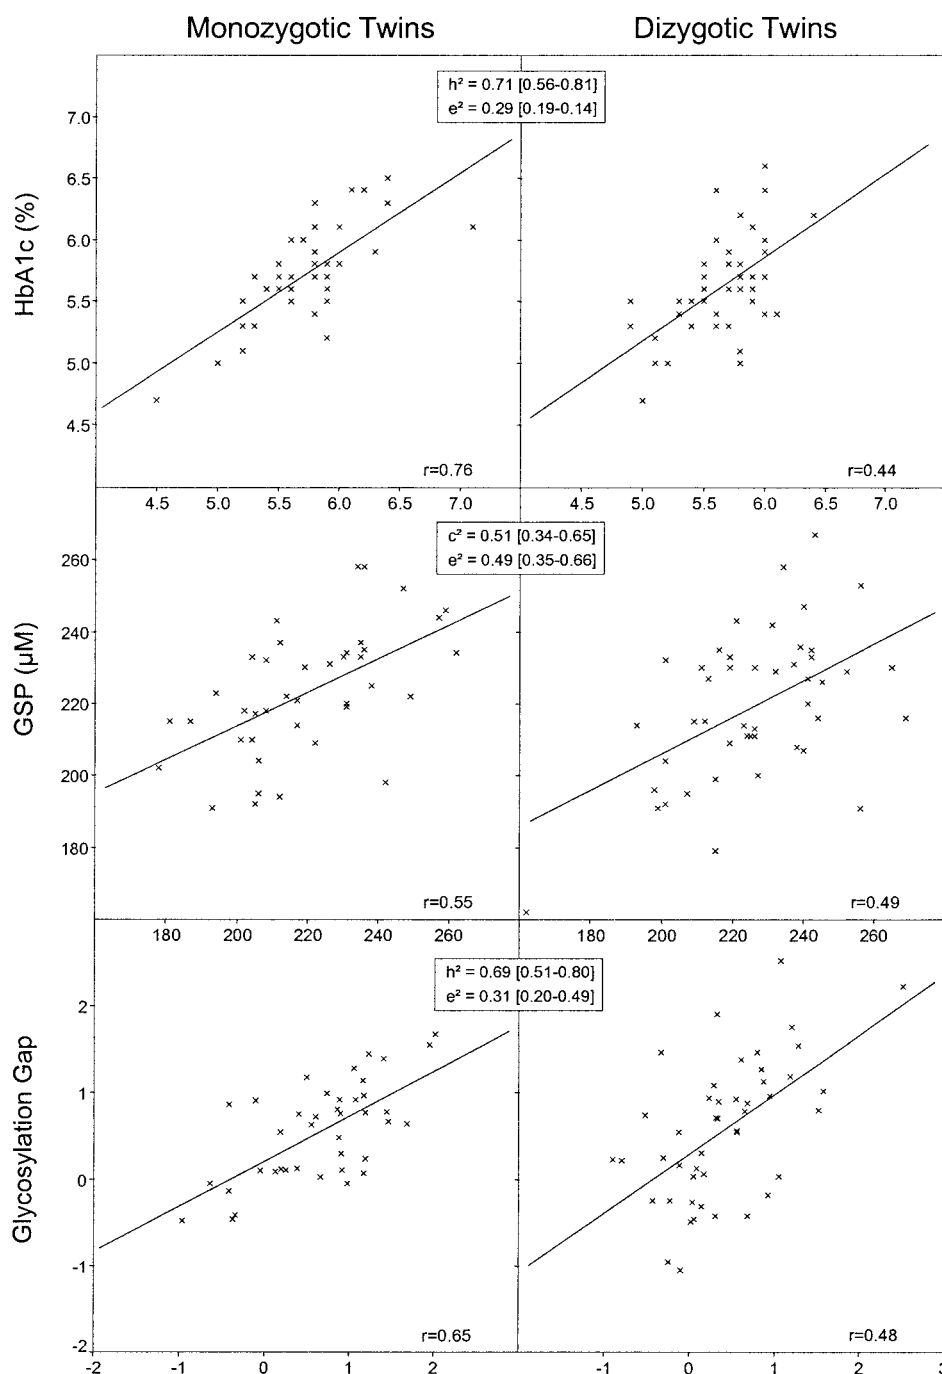 Monozygotic Twins
Dizygotic Twins
h² = 0.71 [0.56-0.81]
e² = 0.29 [0.19-0.14]
HbA1c (%)
7.0
6.5
6.0
5.5
5.0
4.5
r=0.76
r=0.44
4.5 5.0 5.5 6.0 6.5 7.0
4.5 5.0 5.5 6.0 6.5 7.0
c² = 0.51 [0.34-0.65]
e² = 0.49 [0.35-0.66]
GSP (µM)
260
240
220
200
180
r=0.55
r=0.49
180 200 220 240 260
180 200 220 240 260
h² = 0.69 [0.51-0.80]
e² = 0.31 [0.20-0.49]
Glycosylation Gap
2
1
0
-1
-2
r=0.65
r=0.48
-2 -1 0 1 2
-1 0 1 2 3